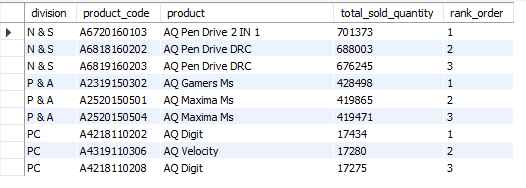 division product_code product total_sold_quantity rank_order
N & S A6720160103 AQ Pen Drive 2 IN 1 701373 1
N & S A6818160202 AQ Pen Drive DRC 688003 2
N & S A6819160203 AQ Pen Drive DRC 676245 3
P & A A2319150302 AQ Gamers Ms 428498 1
P & A A2520150501 AQ Maxima Ms 419865 2
P & A A2520150504 AQ Maxima Ms 419471 3
PC A4218110202 AQ Digit 17434 1
PC A4319110306 AQ Velocity 17280 2
PC A4218110208 AQ Digit 17275 3